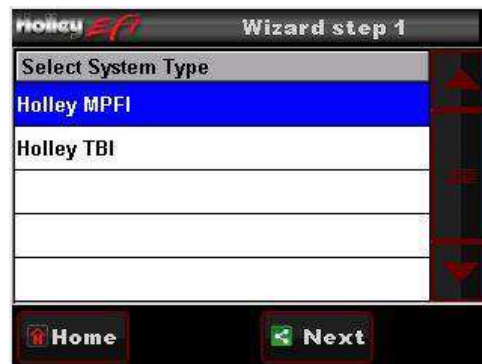 Holley EFI Wizard step 1
Select System Type
Holley MPFI
Holley TBI
Home Next